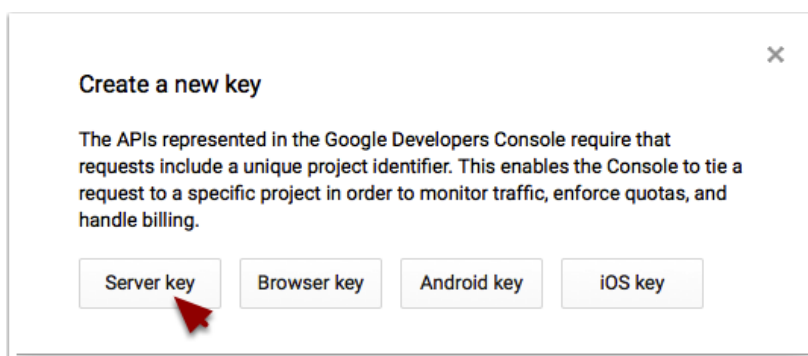 Create a new key
The APIs represented in the Google Developers Console require that
requests include a unique project identifier. This enables the Console to tie a
request to a specific project in order to monitor traffic, enforce quotas, and
handle billing.
Server key Browser key Android key iOS key